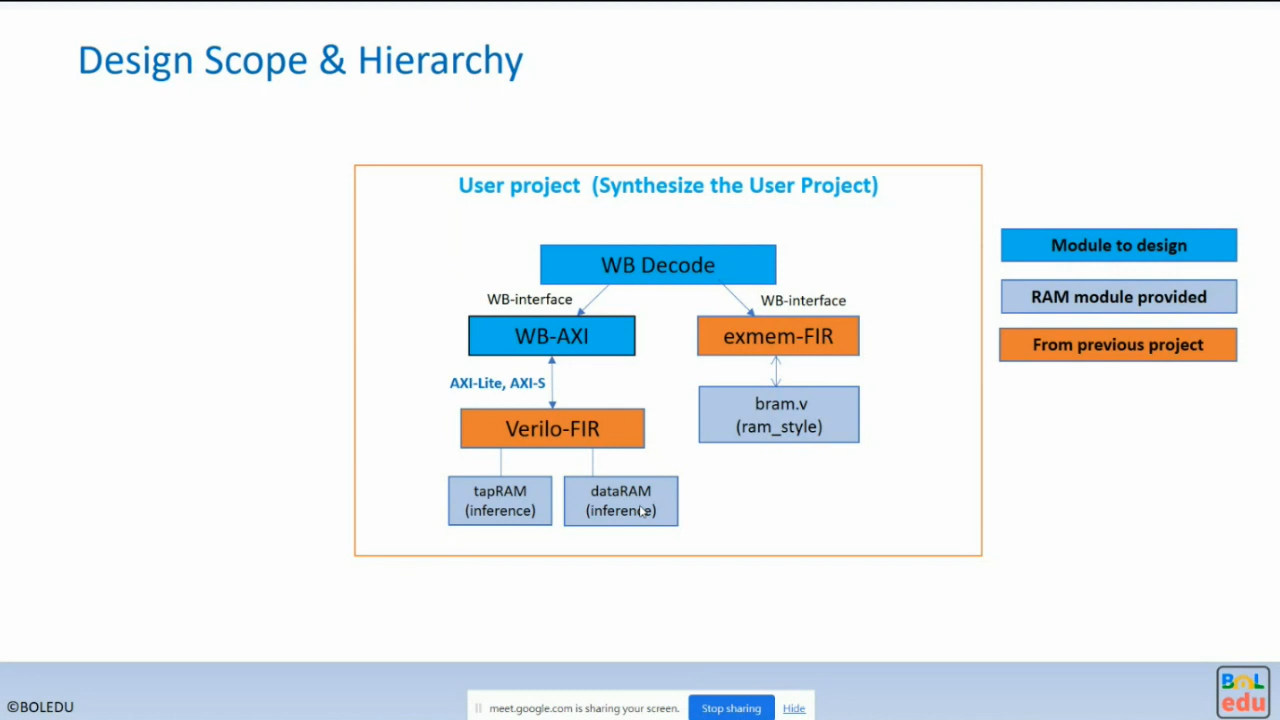 Design Scope & Hierarchy
User project (Synthesize the User Project)
WB Decode
WB-interface
WB-interface
WB-AXI
exmem-FIR
AXI-Lite, AXI-S
bram.v
(ram_style)
Verilo-FIR
tapRAM
(inference)
dataRAM
(inference)
Module to design
RAM module provided
From previous project
©BOLEDU
meet.google.com is sharing your screen.
Stop sharing
Hide
BOL
edu